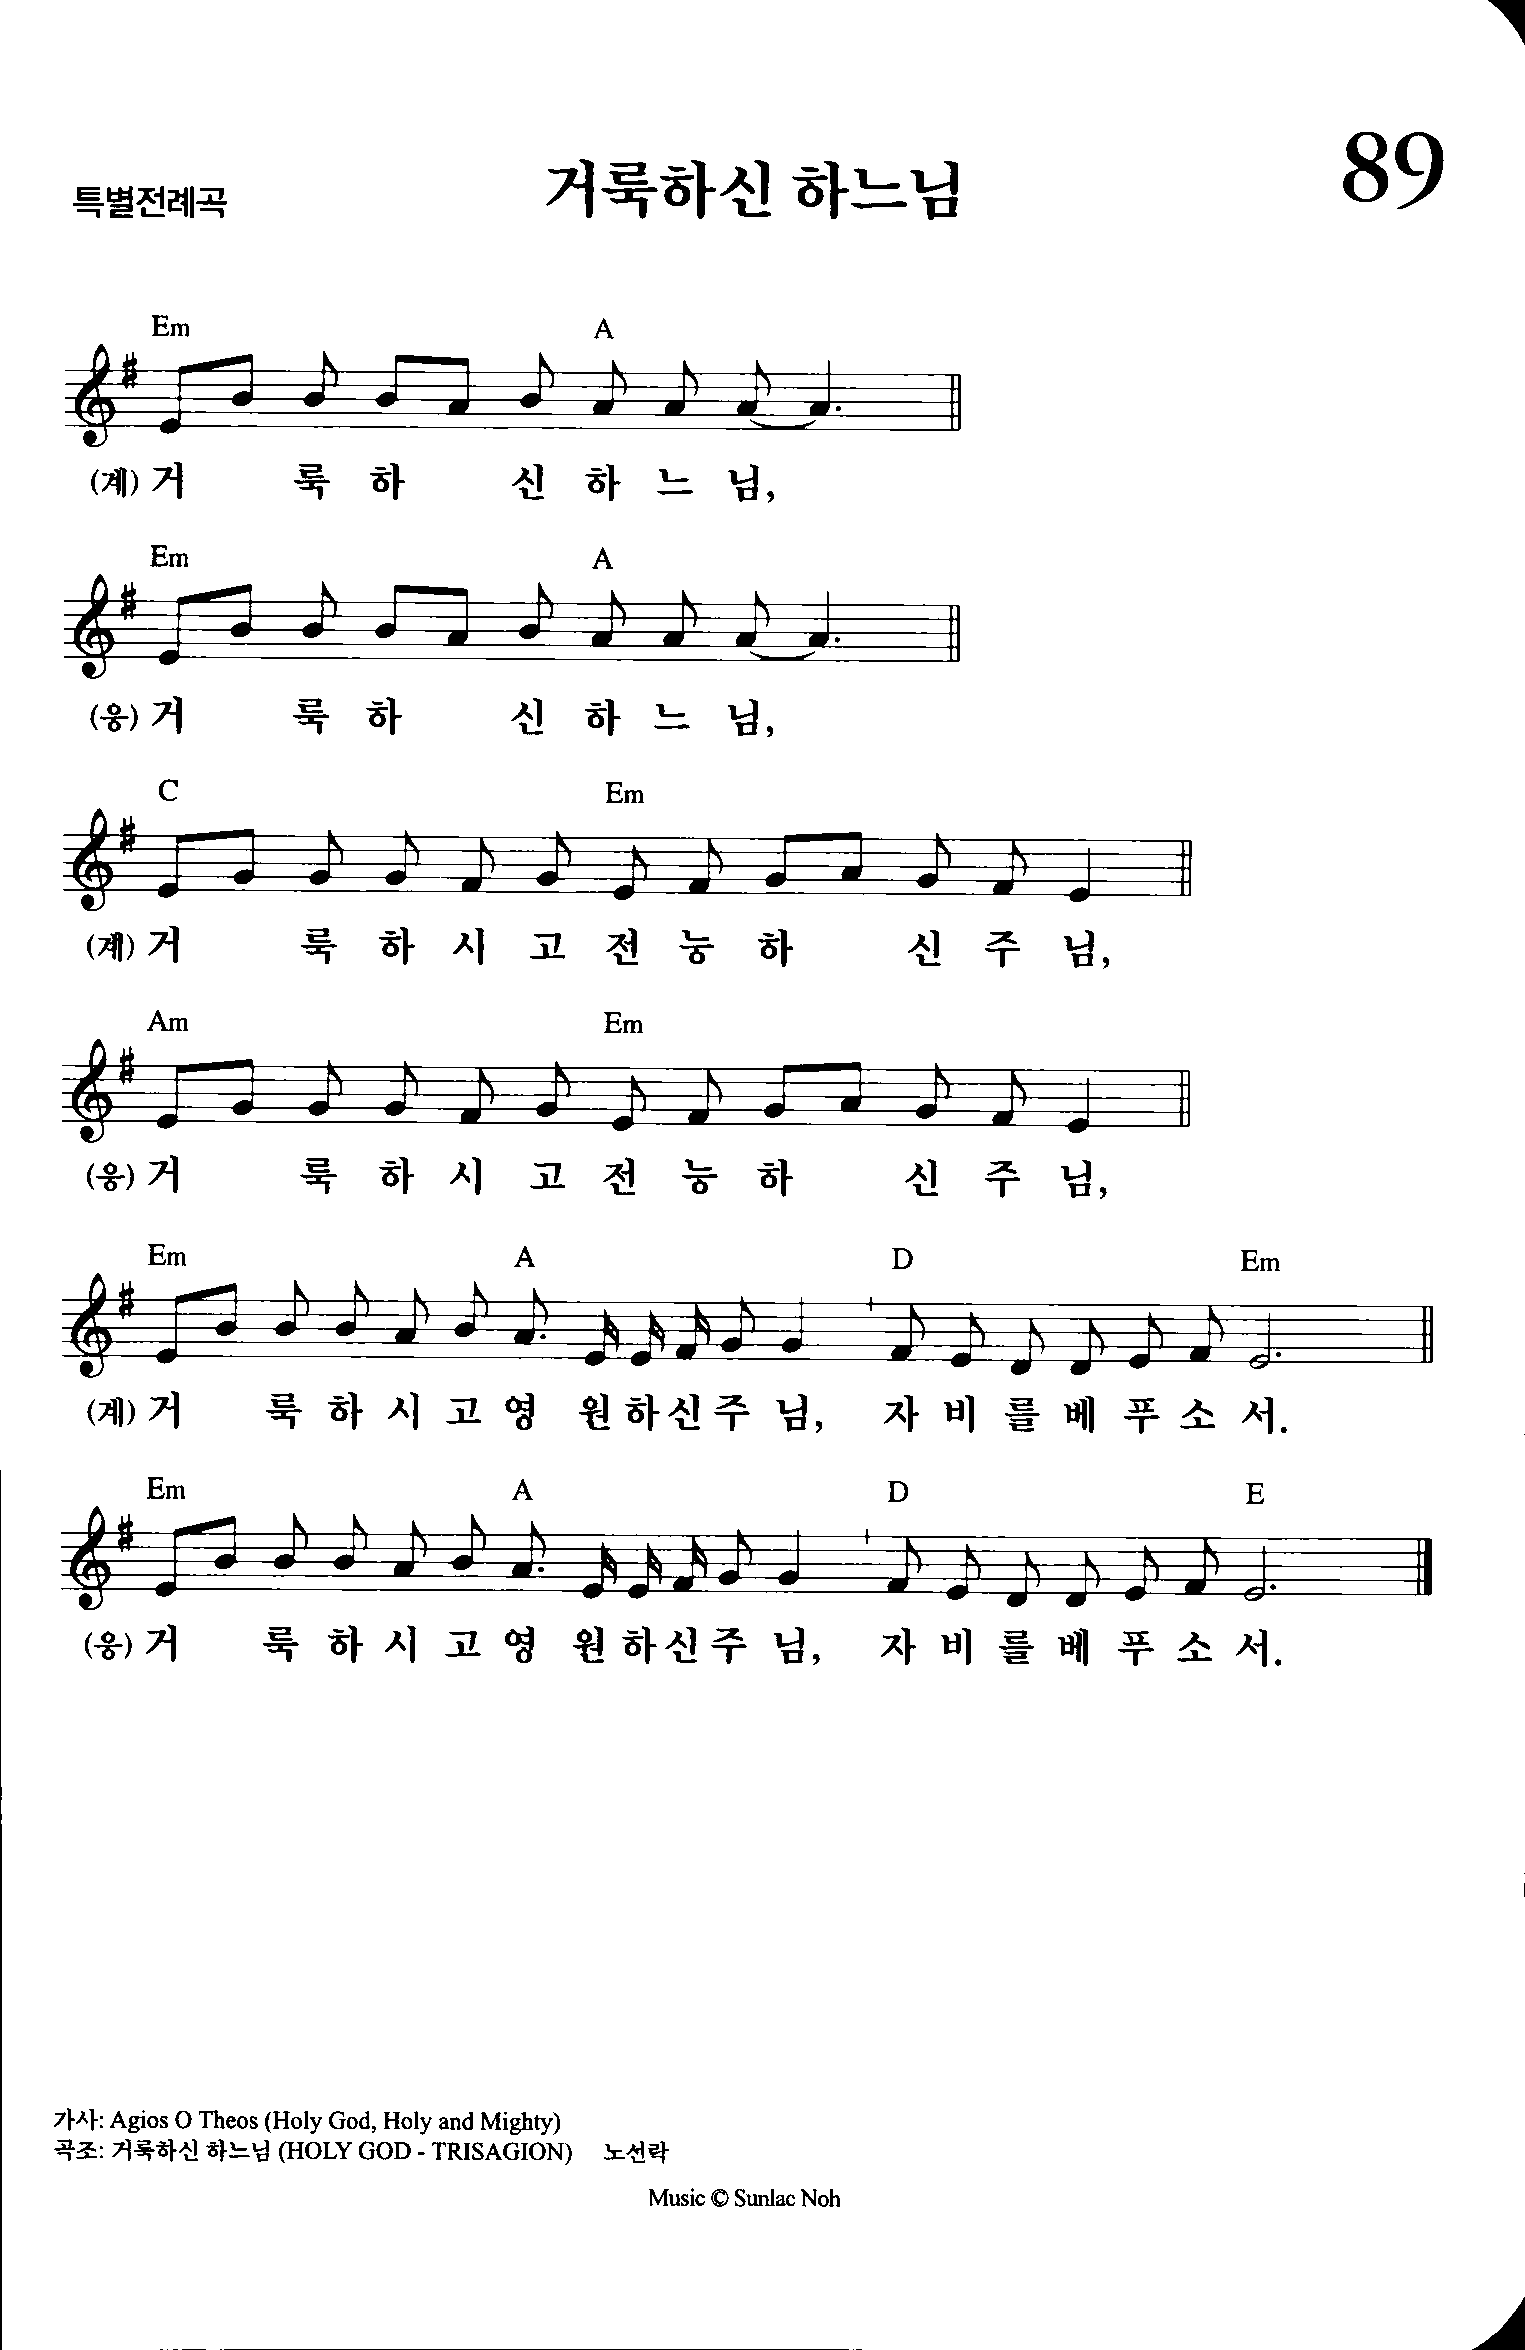 특별전례곡 거룩하신 하느님 89
Em A
(계) 거 룩 하 신 하 느 님,
Em A
(응) 거 룩 하 신 하 느 님,
C Em
(계) 거 룩 하 시 고 전 능 하 신 주 님,
Am Em
(응) 거 룩 하 시 고 전 능 하 신 주 님,
Em A D Em
(계) 거 룩 하 시 고 영 원 하 신 주 님, 자 비 를 베 푸 소 서.
Em A D E
(응) 거 룩 하 시 고 영 원 하 신 주 님, 자 비 를 베 푸 소 서.
가사: Agios O Theos (Holy God, Holy and Mighty)
곡조: 거룩하신 하느님 (HOLY GOD - TRISAGION) 노선락
Music © Sunlac Noh